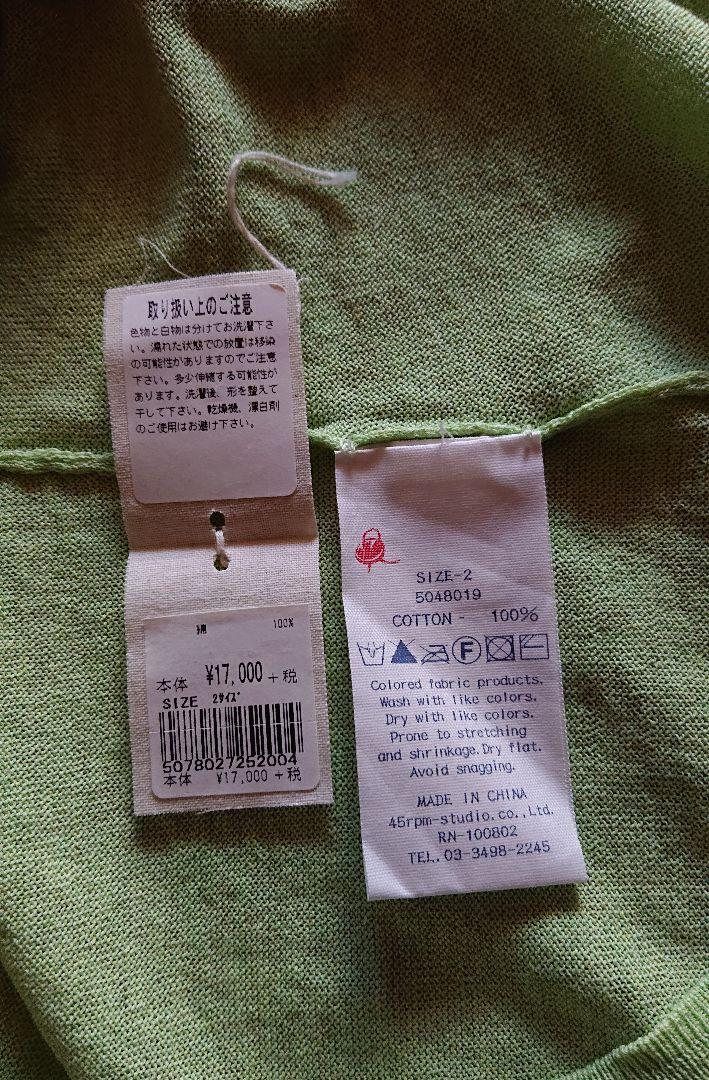 取り扱い上のご注意
色物と白物は分けてお洗濯下さ
い。濡れた状態での放置は移染
の可能性がありますのでご注意
下さい。多少伸縮する可能性が
あります。洗濯後、形を整えて
干して下さい。乾燥機、漂白剤
のご使用はお避け下さい。
綿 100%
本体 ¥17,000 +税
SIZE 2サイズ
5078027252004
本体 ¥17,000 +税
SIZE-2
5048019
COTTON - 100%
F
Colored fabric products.
Wash with like colors.
Dry with like colors.
Prone to stretching
and shrinkage. Dry flat.
Avoid snagging.
MADE IN CHINA
45rpm-studio.co.,Ltd.
RN-100802
TEL.03-3498-2245